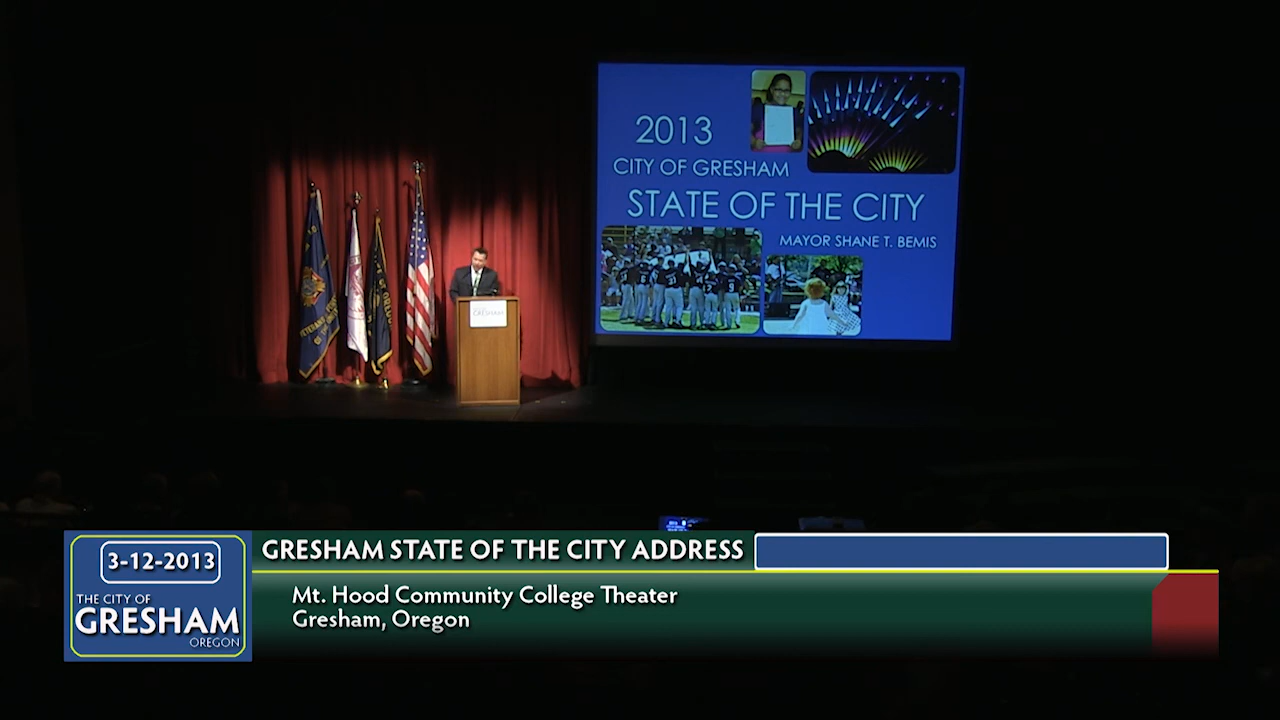 2013
CITY OF GRESHAM
STATE OF THE CITY
MAYOR SHANE T. BEMIS
GRESHAM
3-12-2013
THE CITY OF
GRESHAM
OREGON
GRESHAM STATE OF THE CITY ADDRESS
Mt. Hood Community College Theater
Gresham, Oregon